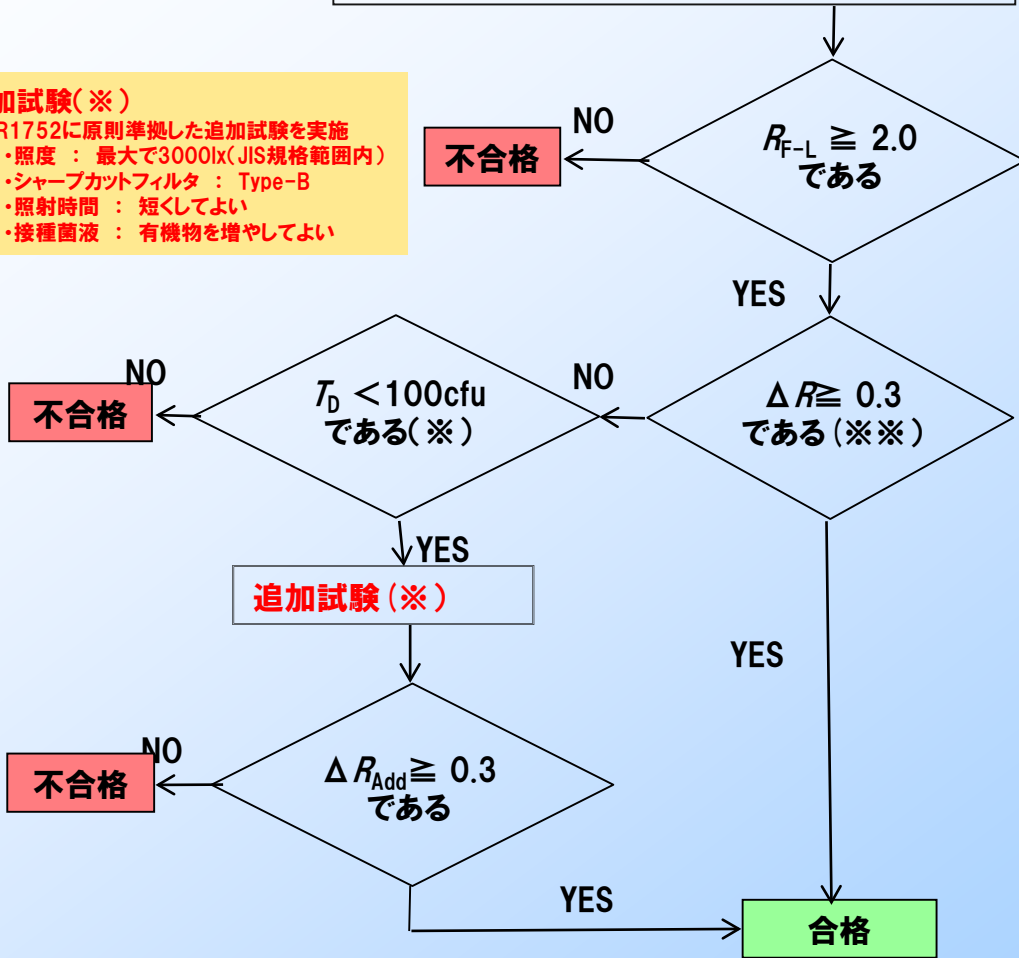 加試験(※)
R1752に原則準拠した追加試験を実施
・照度 ： 最大で3000lx(JIS規格範囲内)
・シャープカットフィルタ ： Type-B
・照射時間 ： 短くしてよい
・接種菌液 ： 有機物を増やしてよい
NO
不合格
R_F-L ≧ 2.0
である
YES
NO
不合格
T_D <100cfu
である(※)
NO
ΔR≧ 0.3
である(※※)
YES
追加試験(※)
YES
NO
不合格
ΔR_Add≧ 0.3
である
YES
合格